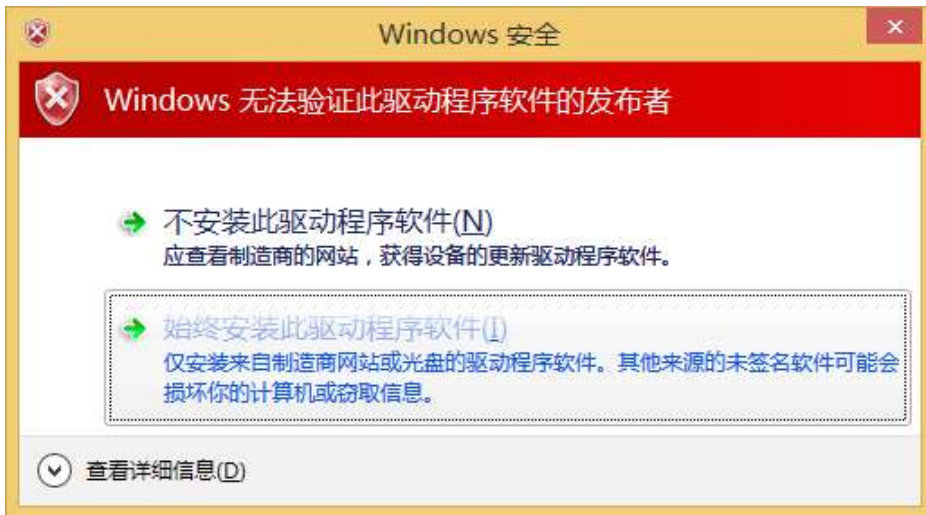 Windows 安全
Windows 无法验证此驱动程序软件的发布者
不安装此驱动程序软件(N)
应查看制造商的网站，获得设备的更新驱动程序软件。
始终安装此驱动程序软件(I)
仅安装来自制造商网站或光盘的驱动程序软件。其他来源的未签名软件可能会
损坏你的计算机或窃取信息。
查看详细信息(D)